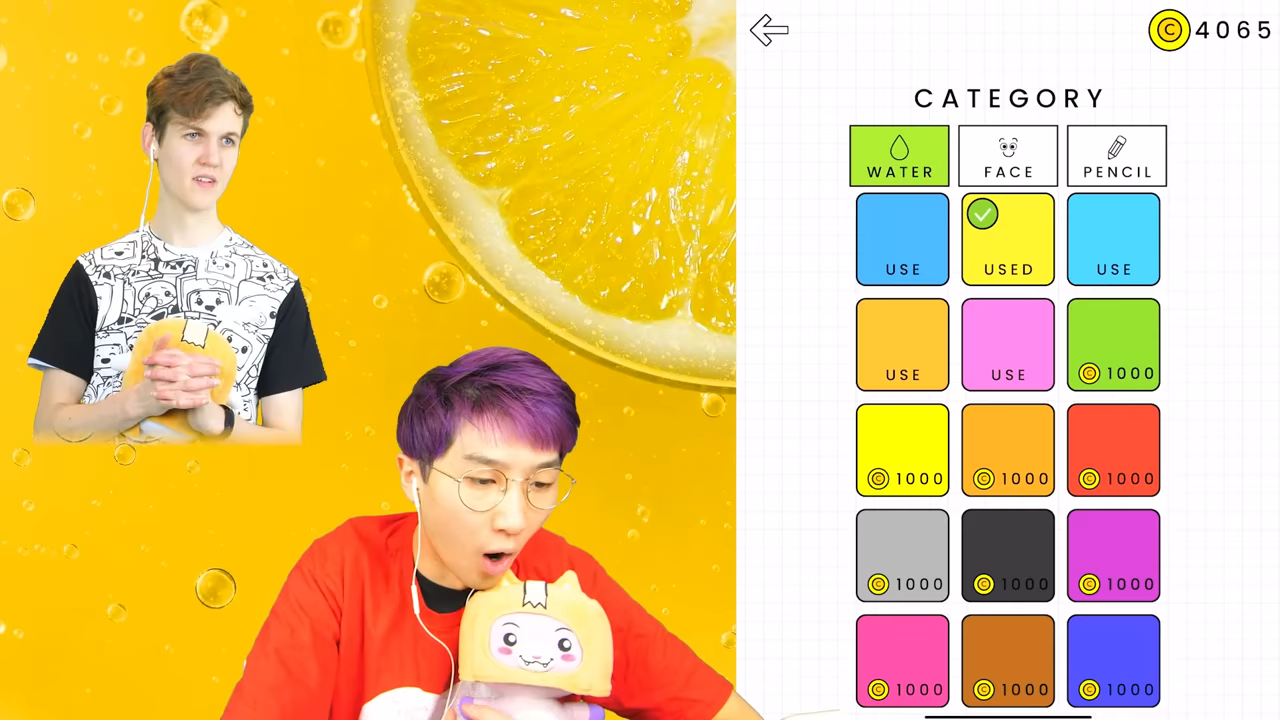 4065
CATEGORY
WATER FACE PENCIL
USE USED USE
USE USE 1000
1000 1000 1000
1000 1000 1000
1000 1000 1000